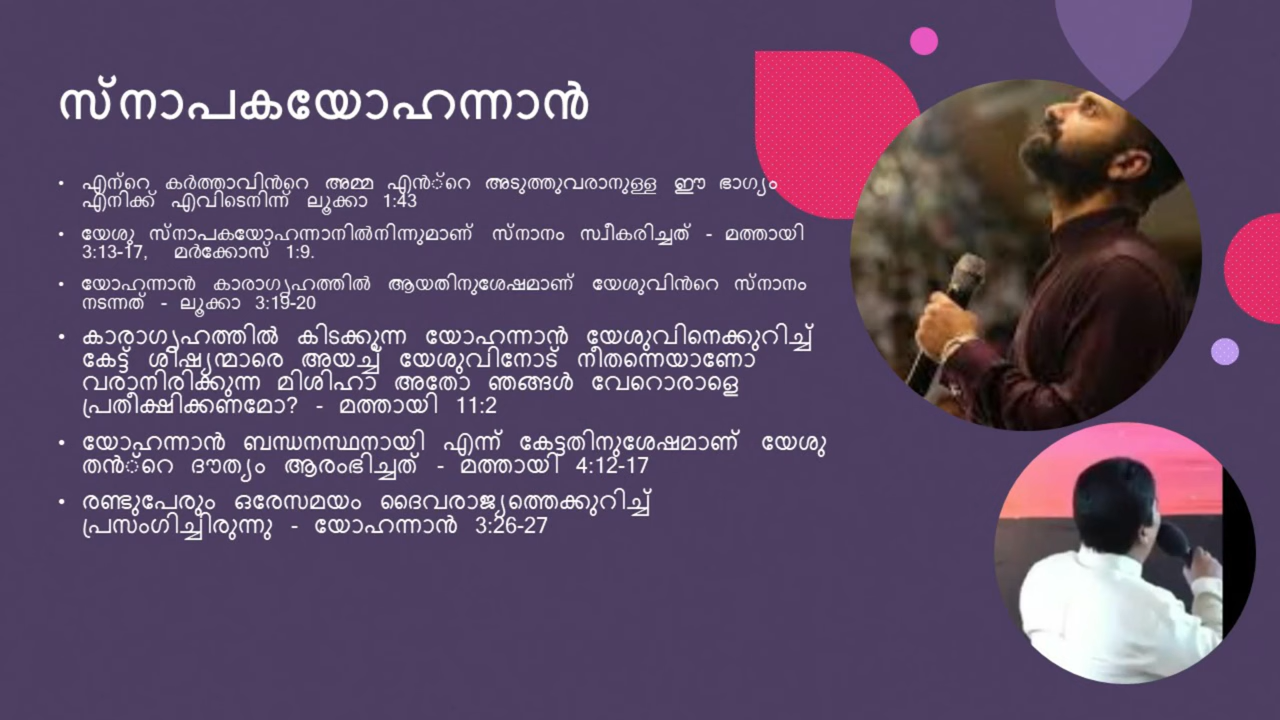 സ്നാപകയോഹന്നാൻ
• എന്റെ കർത്താവിൻറെ അമ്മ എൻ്റെ അടുത്തുവരാനുള്ള ഈ ഭാഗ്യം
എനിക്ക് എവിടെനിന്ന് ലൂക്കാ 1:43
• യേശു സ്നാപകയോഹന്നാനിൽനിന്നുമാണ് സ്നാനം സ്വീകരിച്ചത് - മത്തായി
3:13-17, മർക്കോസ് 1:9.
• യോഹന്നാൻ കാരാഗൃഹത്തിൽ ആയതിനുശേഷമാണ് യേശുവിൻറെ സ്നാനം
നടന്നത് - ലൂക്കാ 3:19-20
• കാരാഗൃഹത്തിൽ കിടക്കുന്ന യോഹന്നാൻ യേശുവിനെക്കുറിച്ച്
കേട്ട് ശിഷ്യന്മാരെ അയച്ച് യേശുവിനോട് നീതന്നെയാണോ
വരാനിരിക്കുന്ന മിശിഹാ അതോ ഞങ്ങൾ വേറൊരാളെ
പ്രതീക്ഷിക്കണമോ? - മത്തായി 11:2
• യോഹന്നാൻ ബന്ധനസ്ഥനായി എന്ന് കേട്ടതിനുശേഷമാണ് യേശു
തൻ്റെ ദൗത്യം ആരംഭിച്ചത് - മത്തായി 4:12-17
• രണ്ടുപേരും ഒരേസമയം ദൈവരാജ്യത്തെക്കുറിച്ച്
പ്രസംഗിച്ചിരുന്നു - യോഹന്നാൻ 3:26-27